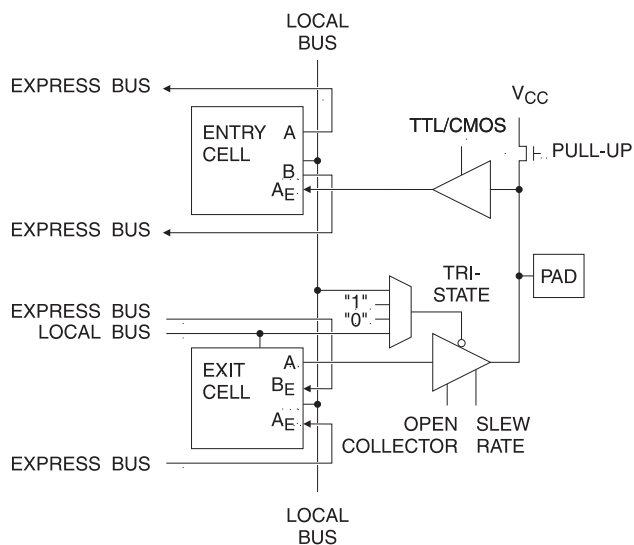 LOCAL
BUS
EXPRESS BUS
VCC
TTL/CMOS
ENTRY
CELL
A
PULL-UP
B
AE
EXPRESS BUS
PAD
TRI-
STATE
"1"
"0"
EXPRESS BUS
LOCAL BUS
EXIT
CELL
A
BE
AE
OPEN
COLLECTOR
SLEW
RATE
EXPRESS BUS
LOCAL
BUS